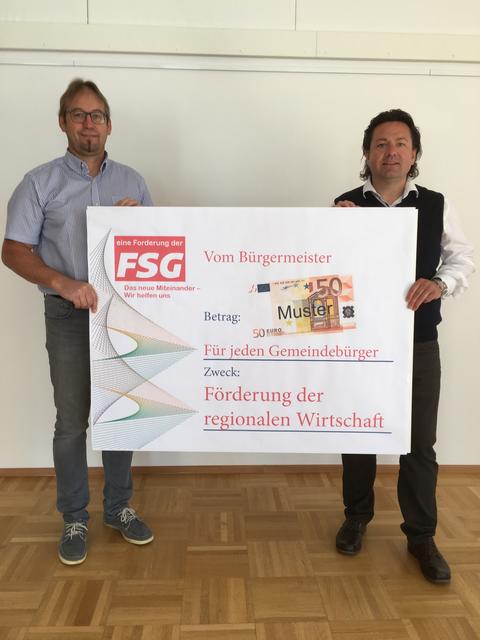 eine Forderung der
FSG
Das neue Miteinander –
Wir helfen uns
Vom Bürgermeister
Betrag:
50
Muster
50 EURO
Für jeden Gemeindebürger
Zweck:
Förderung der
regionalen Wirtschaft